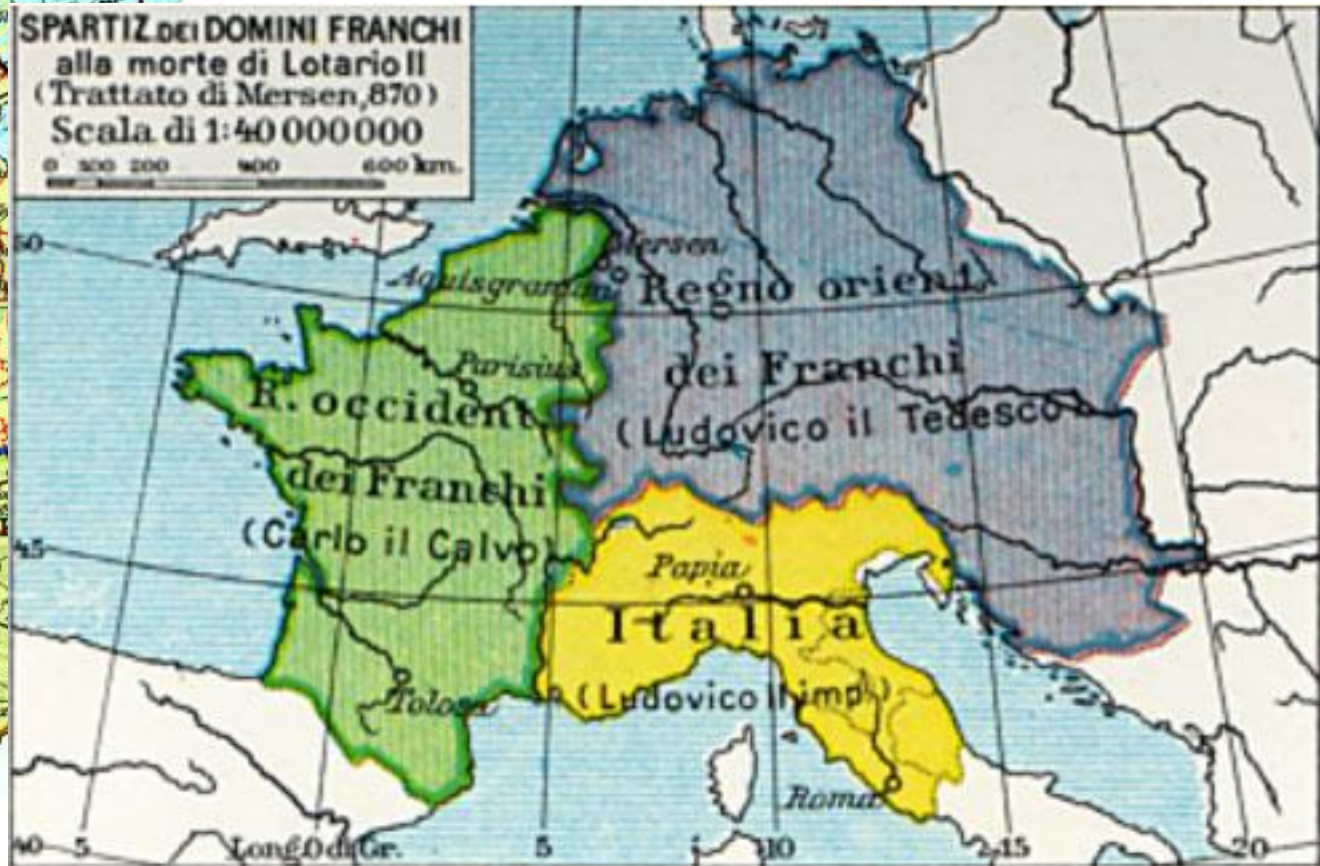 SPARTIZ. DEI DOMINI FRANCHI
alla morte di Lotario II
(Trattato di Mersen, 870)
Scala di 1:40 000 000
0 100 200 400 600 km.
50
Mersen
Aquisgrana
Regno orient.
Parisius
dei Franchi
R. occident.
(Ludovico il Tedesco
dei Franchi
(Carlo il Calvo)
45
Papia
Italia
(Ludovico II imp.)
Tolosa
Roma
40 5 Long. O di Gr. 5 10 15 20